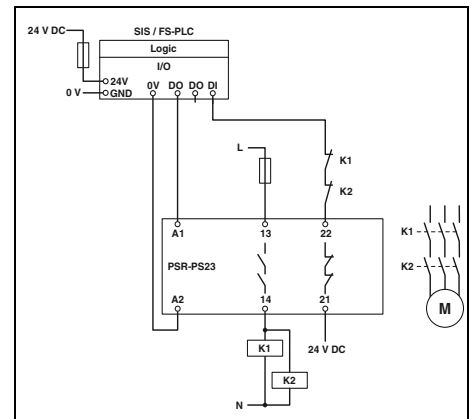 24 V DC
SIS / FS-PLC
Logic
I/O
24V
0V DO DO DI
0 V
GND
L
K1
K2
A1
13
22
PSR-PS23
K1
K2
A2
14
21
M
K1
24 V DC
K2
N